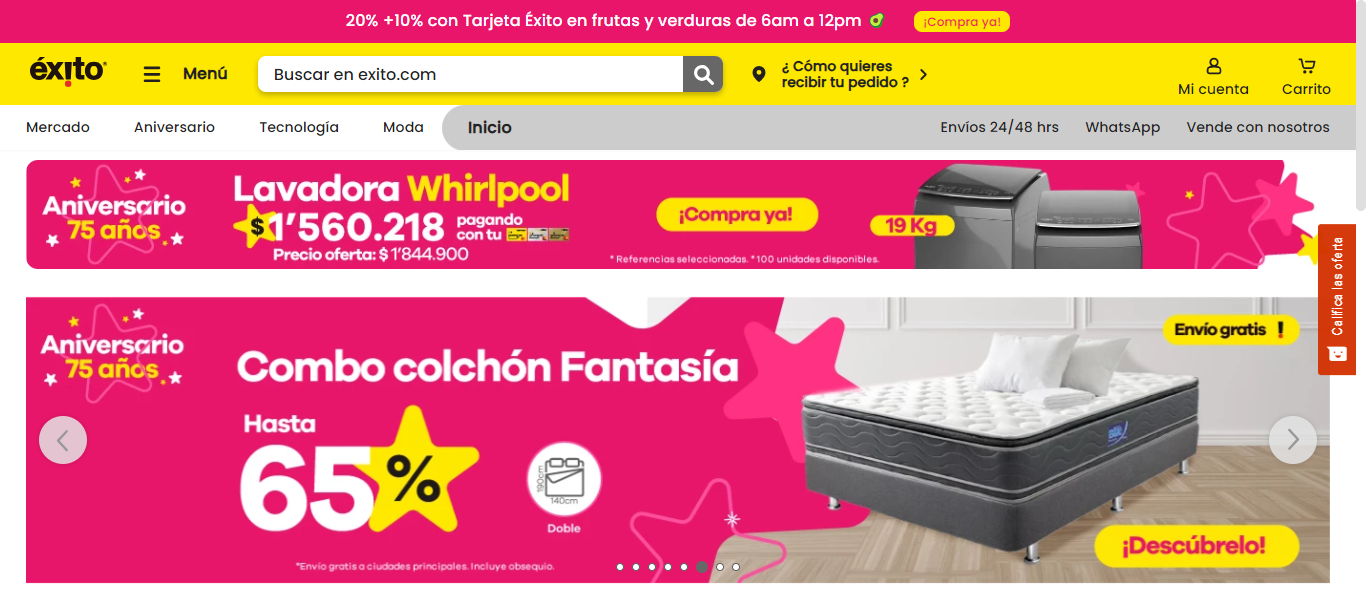 20% +10% con Tarjeta Éxito en frutas y verduras de 6am a 12pm ¡Compra ya!
éxito
Menú
Buscar en exito.com
¿ Cómo quieres
recibir tu pedido ?
Mi cuenta
Carrito
Mercado
Aniversario
Tecnología
Moda
Inicio
Envíos 24/48 hrs
WhatsApp
Vende con nosotros
Aniversario
75 años
Lavadora Whirlpool
$1'560.218 pagando
con tu
Precio oferta: $ 1'844.900
¡Compra ya!
19 Kg
* Referencias seleccionadas. *100 unidades disponibles.
Califica las oferta
Aniversario
75 años
Combo colchón Fantasía
Hasta
65%
190cm
140cm
Doble
*Envío gratis a ciudades principales. Incluye obsequio.
Envío gratis !
¡Descúbrelo!